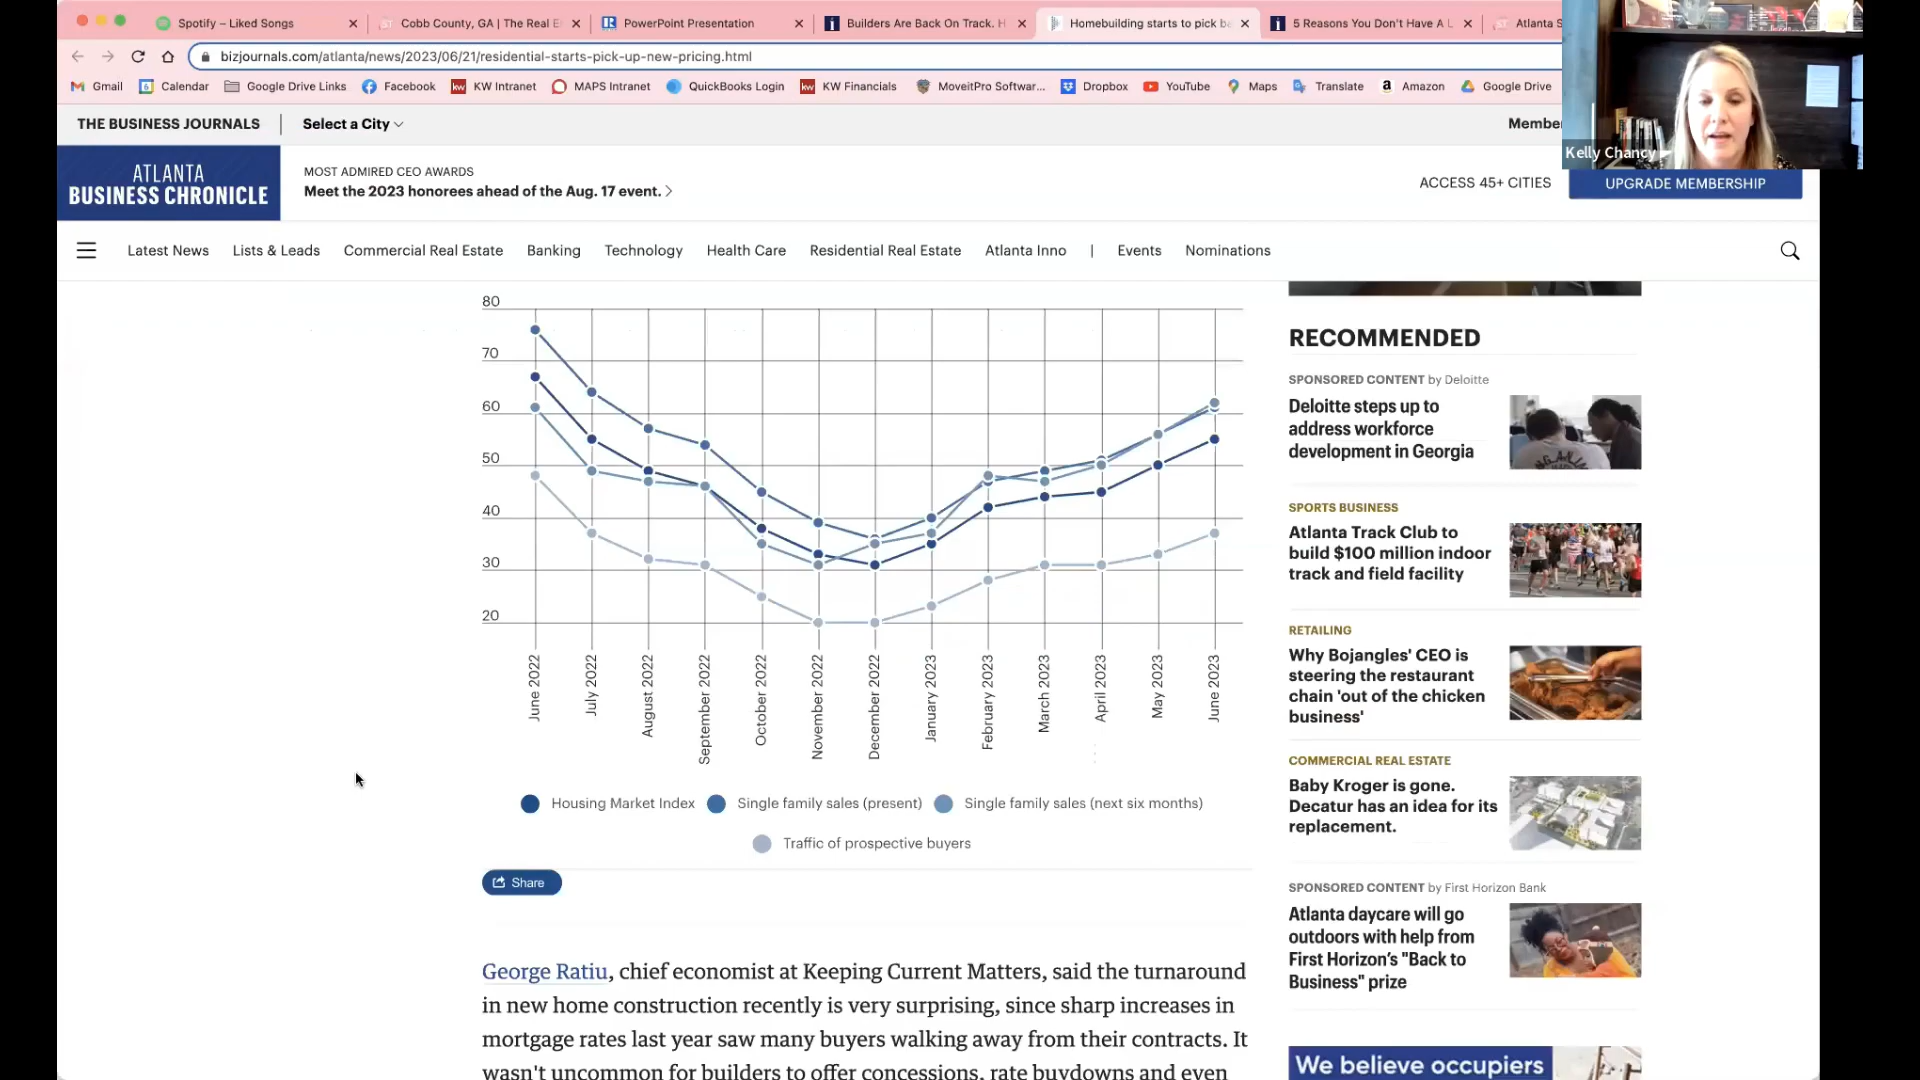 Spotify – Liked Songs
Cobb County, GA | The Real E
PowerPoint Presentation
Builders Are Back On Track. H
Homebuilding starts to pick b
5 Reasons You Don't Have A L
Atlanta S
bizjournals.com/atlanta/news/2023/06/21/residential-starts-pick-up-new-pricing.html
Gmail
Calendar
Google Drive Links
Facebook
KW Intranet
MAPS Intranet
QuickBooks Login
KW Financials
MoveitPro Softwar...
Dropbox
YouTube
Maps
Translate
Amazon
Google Drive
Kelly Chancy
THE BUSINESS JOURNALS
Select a City
Member
ATLANTA
BUSINESS CHRONICLE
MOST ADMIRED CEO AWARDS
Meet the 2023 honorees ahead of the Aug. 17 event.
ACCESS 45+ CITIES
UPGRADE MEMBERSHIP
Latest News
Lists & Leads
Commercial Real Estate
Banking
Technology
Health Care
Residential Real Estate
Atlanta Inno
|
Events
Nominations
80
70
60
50
40
30
20
June 2022
July 2022
August 2022
September 2022
October 2022
November 2022
December 2022
January 2023
February 2023
March 2023
April 2023
May 2023
June 2023
Housing Market Index
Single family sales (present)
Single family sales (next six months)
Traffic of prospective buyers
Share
George Ratiu, chief economist at Keeping Current Matters, said the turnaround
in new home construction recently is very surprising, since sharp increases in
mortgage rates last year saw many buyers walking away from their contracts. It
wasn't uncommon for builders to offer concessions, rate buydowns and even
RECOMMENDED
SPONSORED CONTENT by Deloitte
Deloitte steps up to
address workforce
development in Georgia
SPORTS BUSINESS
Atlanta Track Club to
build $100 million indoor
track and field facility
RETAILING
Why Bojangles' CEO is
steering the restaurant
chain 'out of the chicken
business'
COMMERCIAL REAL ESTATE
Baby Kroger is gone.
Decatur has an idea for its
replacement.
SPONSORED CONTENT by First Horizon Bank
Atlanta daycare will go
outdoors with help from
First Horizon's "Back to
Business" prize
We believe occupiers